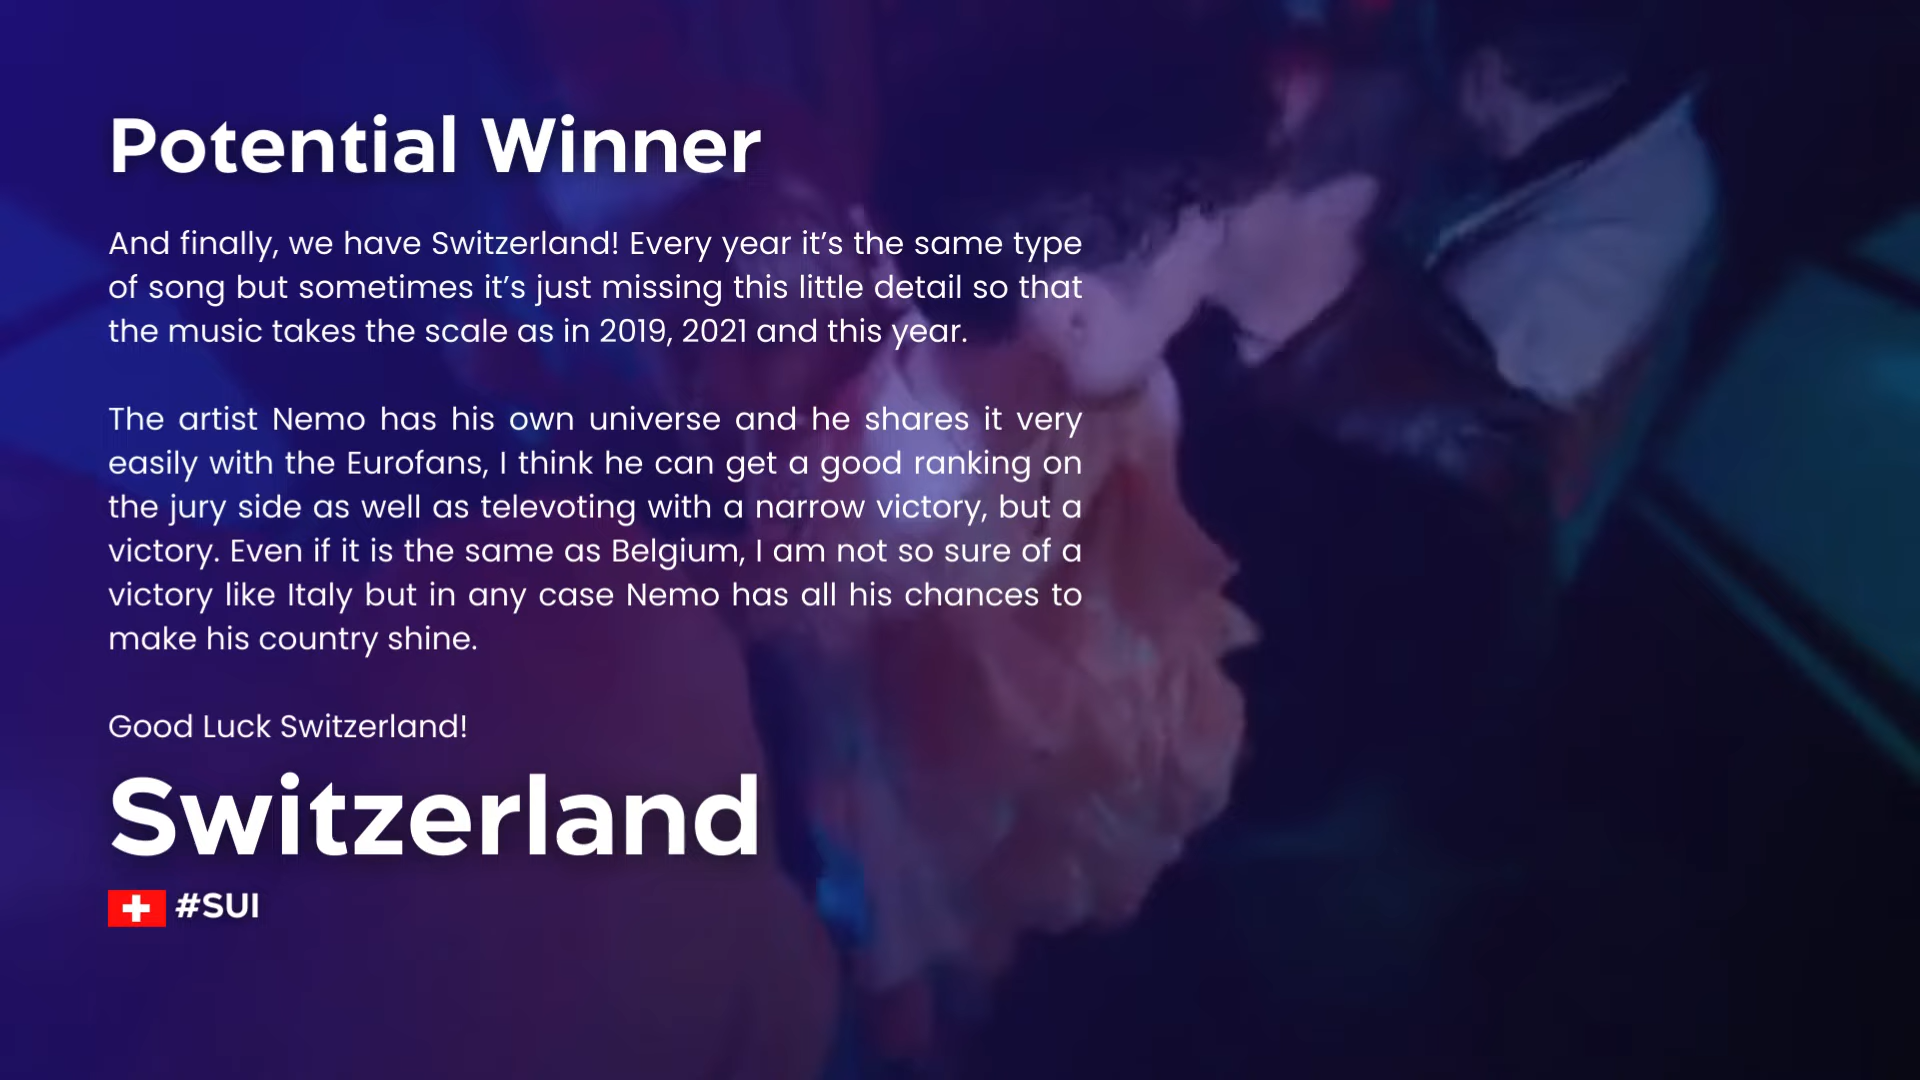 Potential Winner
And finally, we have Switzerland! Every year it’s the same type
of song but sometimes it’s just missing this little detail so that
the music takes the scale as in 2019, 2021 and this year.
The artist Nemo has his own universe and he shares it very
easily with the Eurofans, I think he can get a good ranking on
the jury side as well as televoting with a narrow victory, but a
victory. Even if it is the same as Belgium, I am not so sure of a
victory like Italy but in any case Nemo has all his chances to
make his country shine.
Good Luck Switzerland!
Switzerland
#SUI